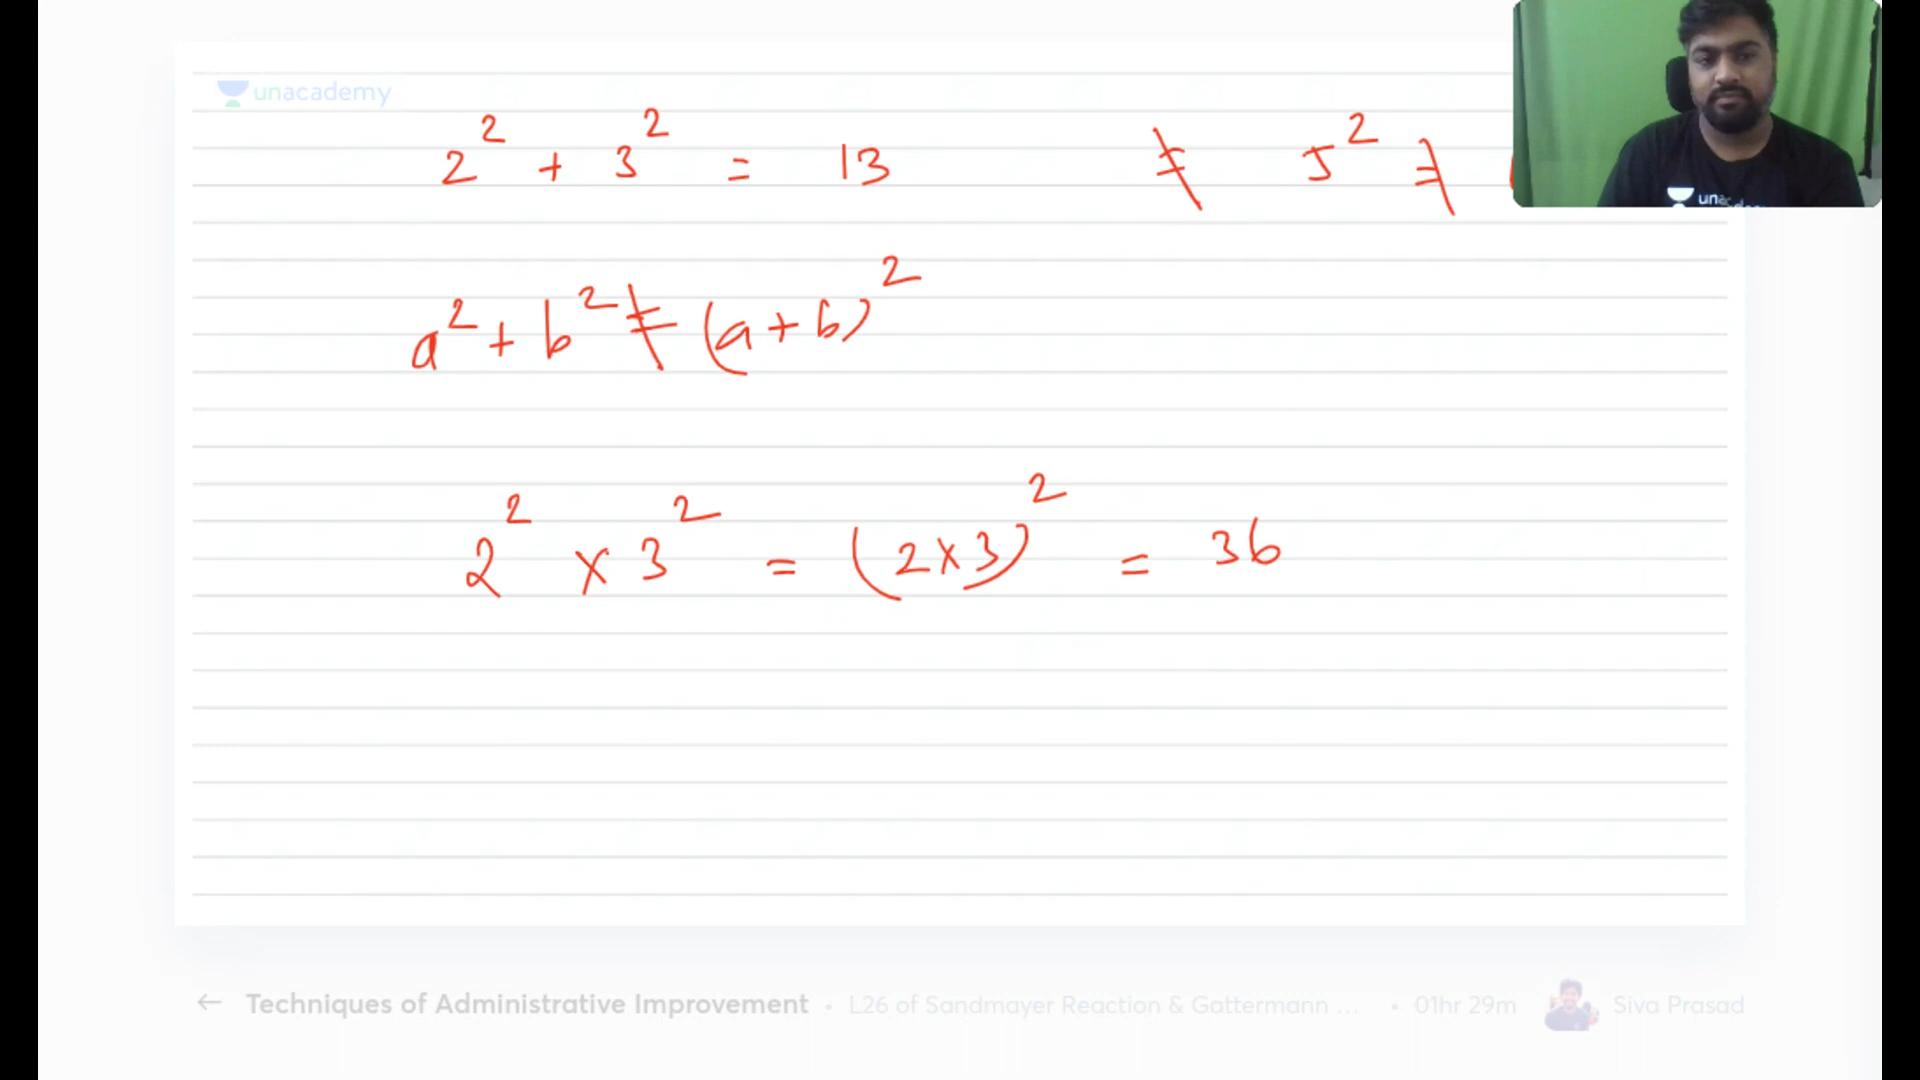 unacademy
2² + 3² = 13 ≠ 5² ≠
a² + b² ≠ (a + b)²
2² × 3² = (2×3)² = 36
← Techniques of Administrative Improvement • L26 of Sandmayer Reaction & Gattermann ... • 01hr 29m Siva Prasad